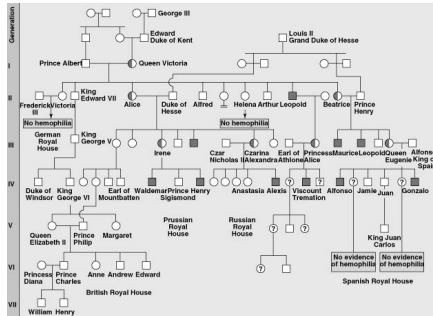 Generation
George III
Edward
Duke of Kent
Louis II
Grand Duke of Hesse
I
Prince Albert
Queen Victoria
II
Frederick
III
Victoria
King
Edward VII
Alice
Duke of
Hesse
Alfred
Helena
Arthur
Leopold
Beatrice
Prince
Henry
No hemophilia
No hemophilia
III
German
Royal
House
King
George V
Irene
Czar
Nicholas II
Czarina
Alexandra
Earl of
Athlone
Princess
Alice
Maurice
Leopold
Queen
Eugenie
Alfonso
King of
Spain
IV
Duke of
Windsor
King
George VI
Earl of
Mountbatten
Waldemar
Prince
Sigismond
Henry
Anastasia
Alexis
?
Viscount
Tremation
?
Alfonso
?
Jamie
Juan
?
Gonzalo
V
Queen
Elizabeth II
Prince
Philip
Margaret
Prussian
Royal
House
Russian
Royal
House
?
King Juan
Carlos
VI
Princess
Diana
Prince
Charles
Anne
Andrew
Edward
?
No evidence
of hemophilia
No evidence
of hemophilia
British Royal House
Spanish Royal House
VII
William
Henry